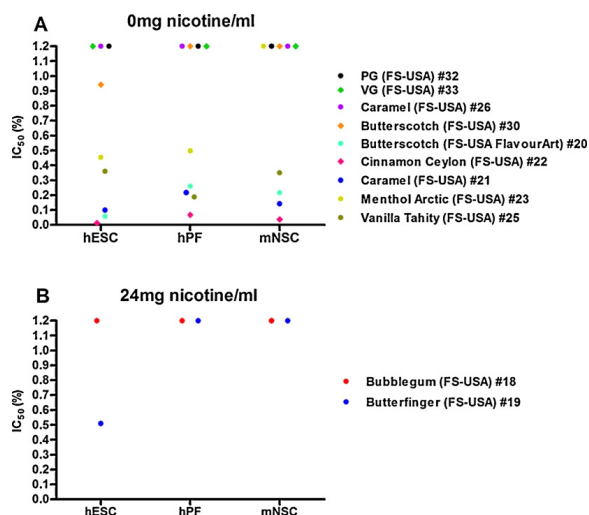 A
0mg nicotine/ml
IC50 (%)
1.2
1.1
1.0
0.9
0.8
0.7
0.6
0.5
0.4
0.3
0.2
0.1
0.0
hESC hPF mNSC
PG (FS-USA) #32
VG (FS-USA) #33
Caramel (FS-USA) #26
Butterscotch (FS-USA) #30
Butterscotch (FS-USA FlavourArt) #20
Cinnamon Ceylon (FS-USA) #22
Caramel (FS-USA) #21
Menthol Arctic (FS-USA) #23
Vanilla Tahity (FS-USA) #25
B
24mg nicotine/ml
IC50 (%)
1.2
1.1
1.0
0.9
0.8
0.7
0.6
0.5
0.4
0.3
0.2
0.1
0.0
hESC hPF mNSC
Bubblegum (FS-USA) #18
Butterfinger (FS-USA) #19